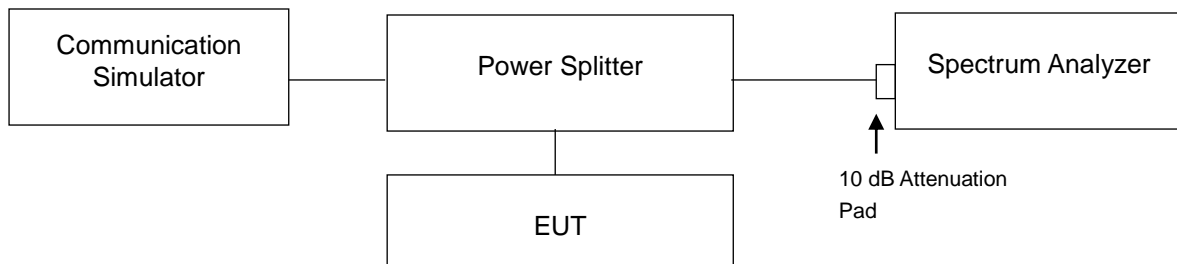 Communication
Simulator
Power Splitter
Spectrum Analyzer
10 dB Attenuation
Pad
EUT